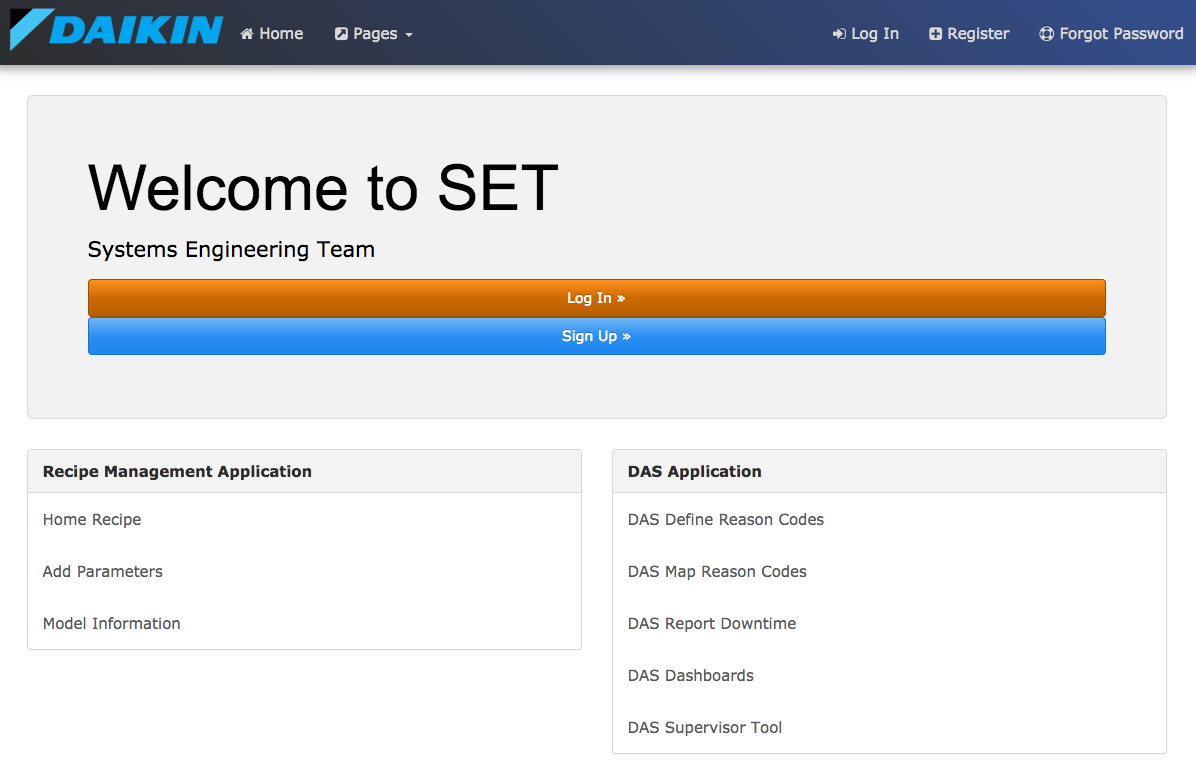 DAIKIN Home Pages Log In Register Forgot Password
Welcome to SET
Systems Engineering Team
Log In »
Sign Up »
Recipe Management Application
Home Recipe
Add Parameters
Model Information
DAS Application
DAS Define Reason Codes
DAS Map Reason Codes
DAS Report Downtime
DAS Dashboards
DAS Supervisor Tool